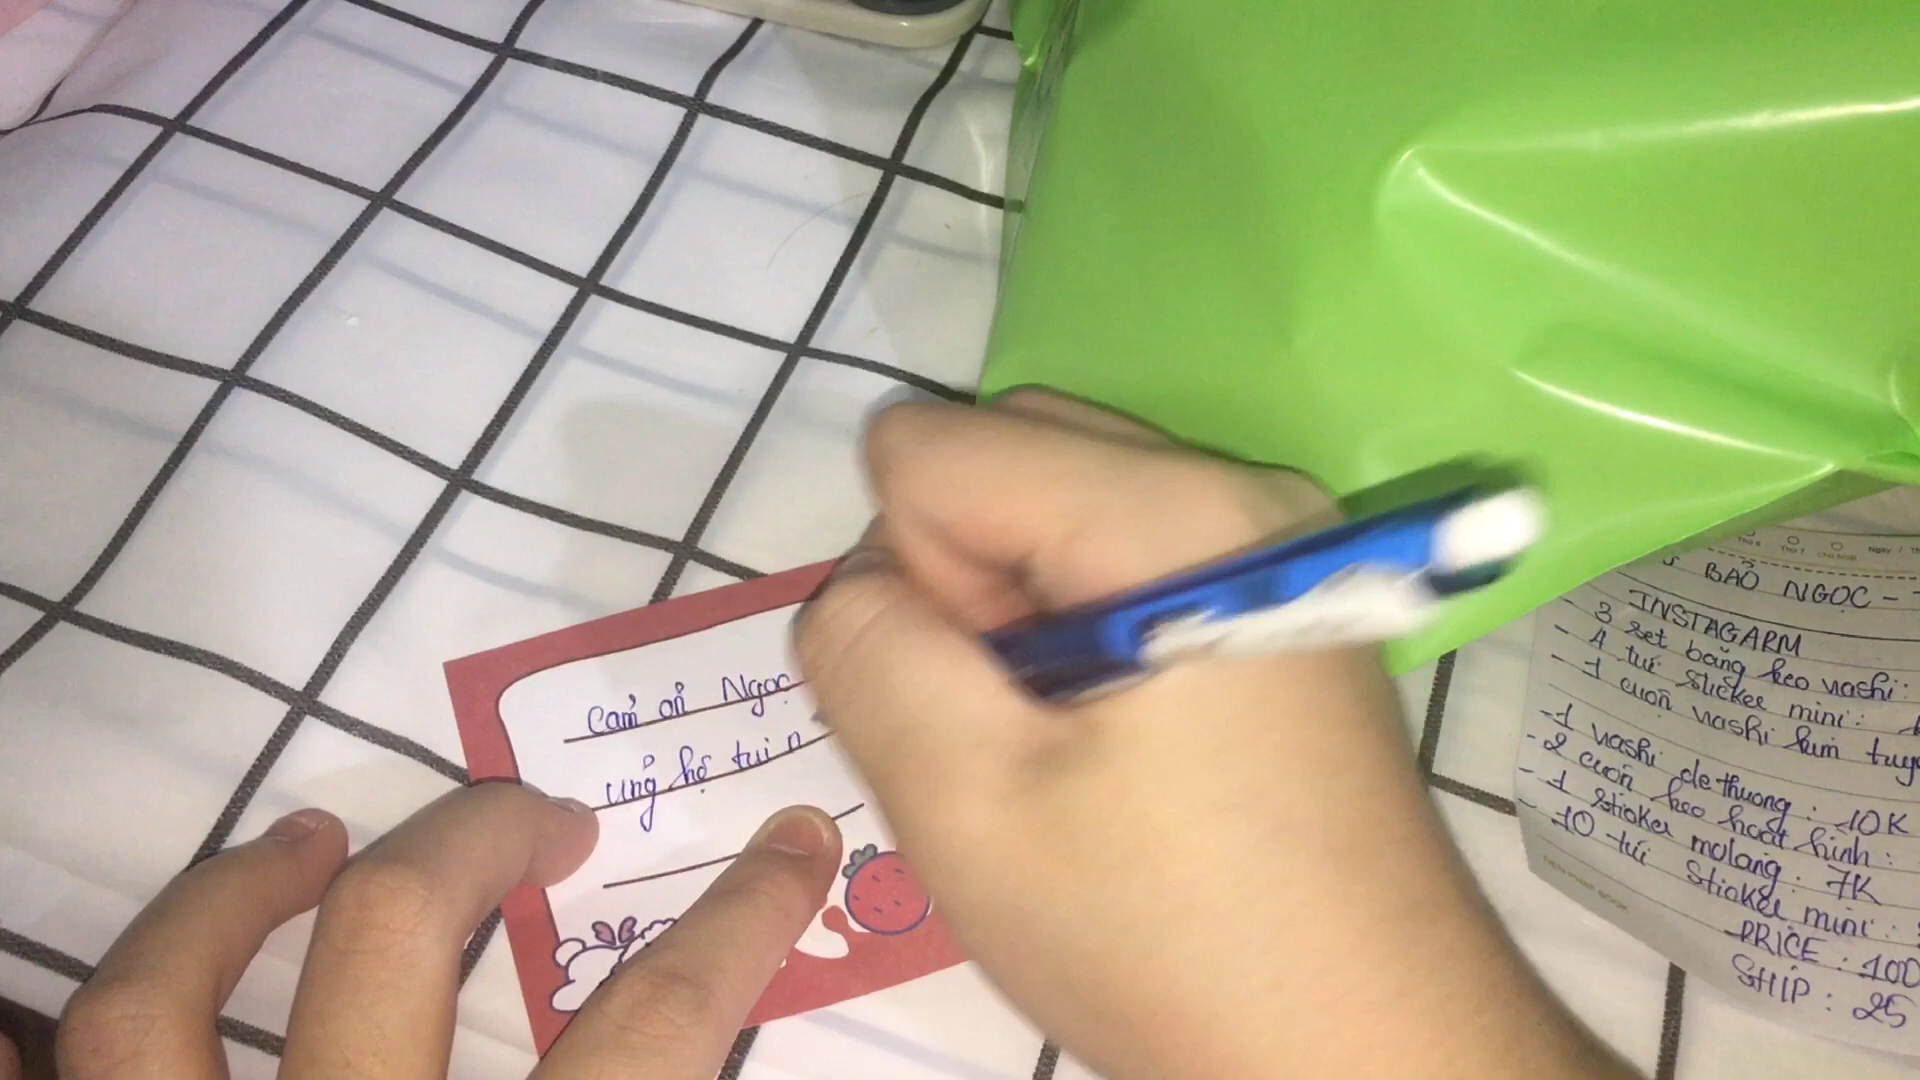 Cảm ơn Ngọc
ủng hộ tui n
BẢO NGỌC -
INSTAGARM
- 3 set băng keo washi:
- 4 túi sticker mini:
- 1 cuộn washi kim tuy
- 1 washi dễ thương : 10K
- 2 cuộn keo hoạt hình :
- 1 sticker molang : 7K
- 10 túi sticker mini :
PRICE : 100
SHIP : 25